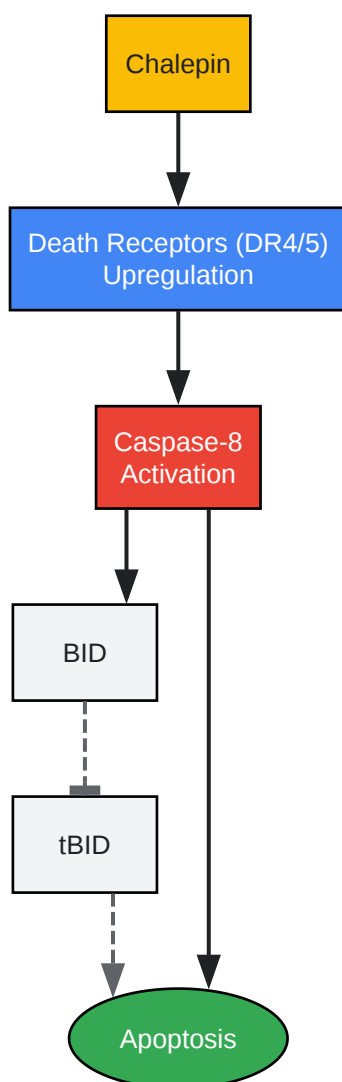 Chalepin
Death Receptors (DR4/5)
Upregulation
Caspase-8
Activation
BID
tBID
Apoptosis